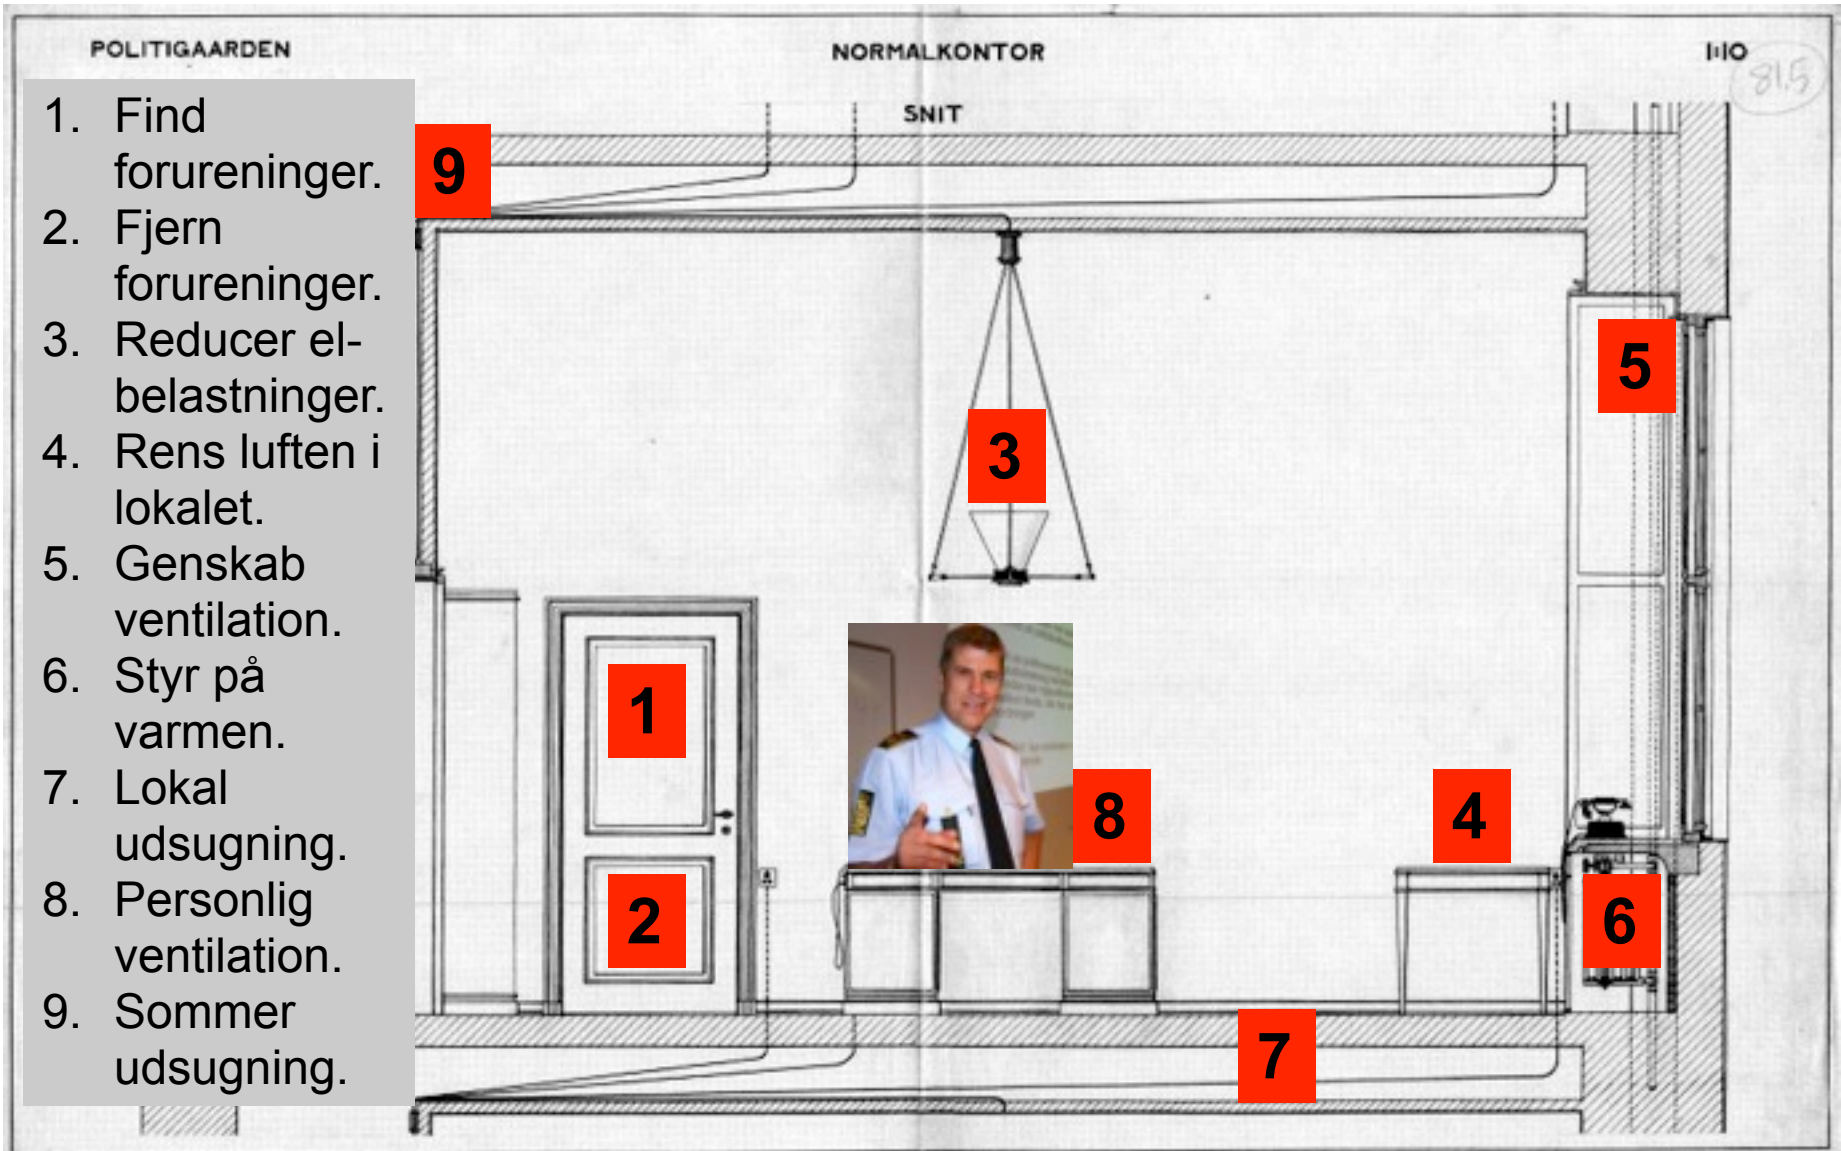 POLITIGAARDEN
NORMALKONTOR
1:10
81.5
SNIT
1. Find
forureninger.
2. Fjern
forureninger.
3. Reducer el-
belastninger.
4. Rens luften i
lokalet.
5. Genskab
ventilation.
6. Styr på
varmen.
7. Lokal
udsugning.
8. Personlig
ventilation.
9. Sommer
udsugning.
9
5
3
1
8
4
2
6
7
A